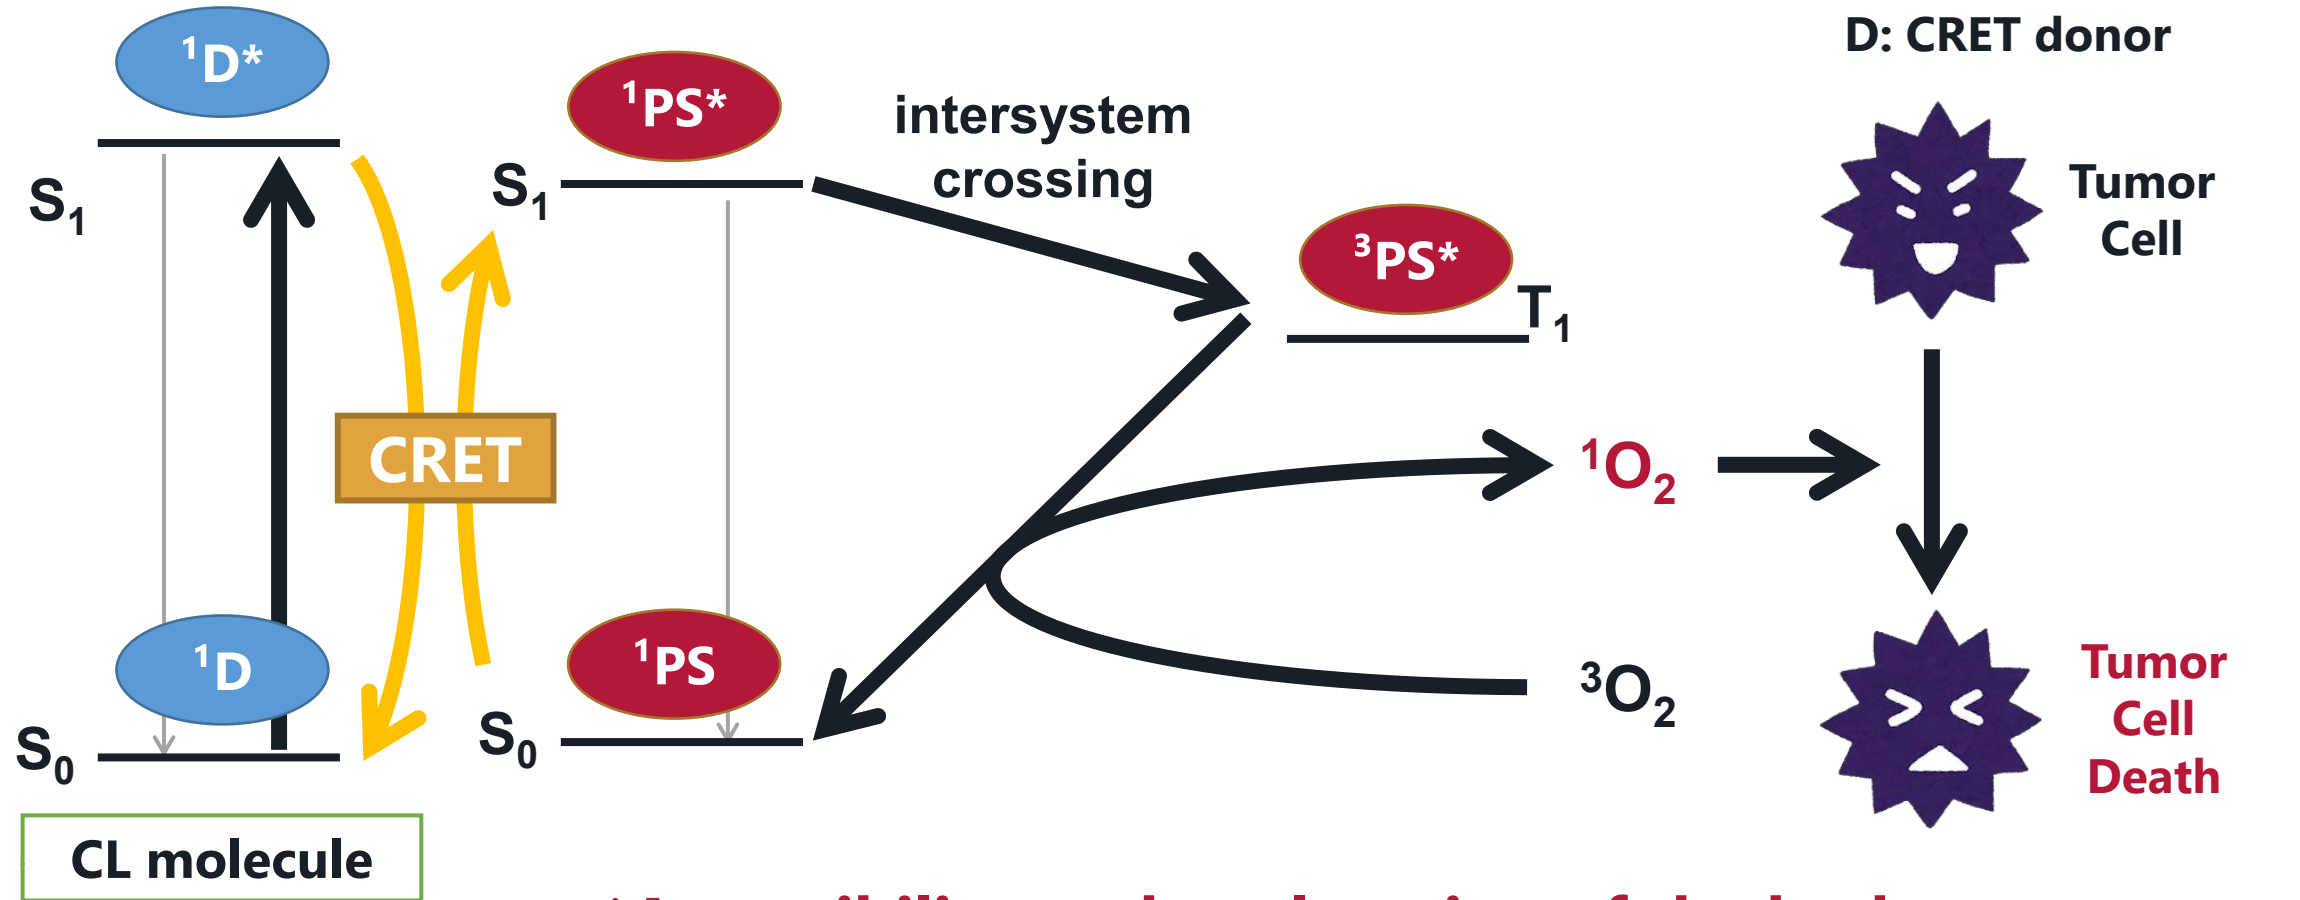 D: CRET donor
¹D*
S₁
¹PS*
S₁
intersystem
crossing
³PS*
T₁
Tumor
Cell
CRET
¹O₂
¹D
S₀
¹PS
S₀
³O₂
Tumor
Cell
Death
CL molecule